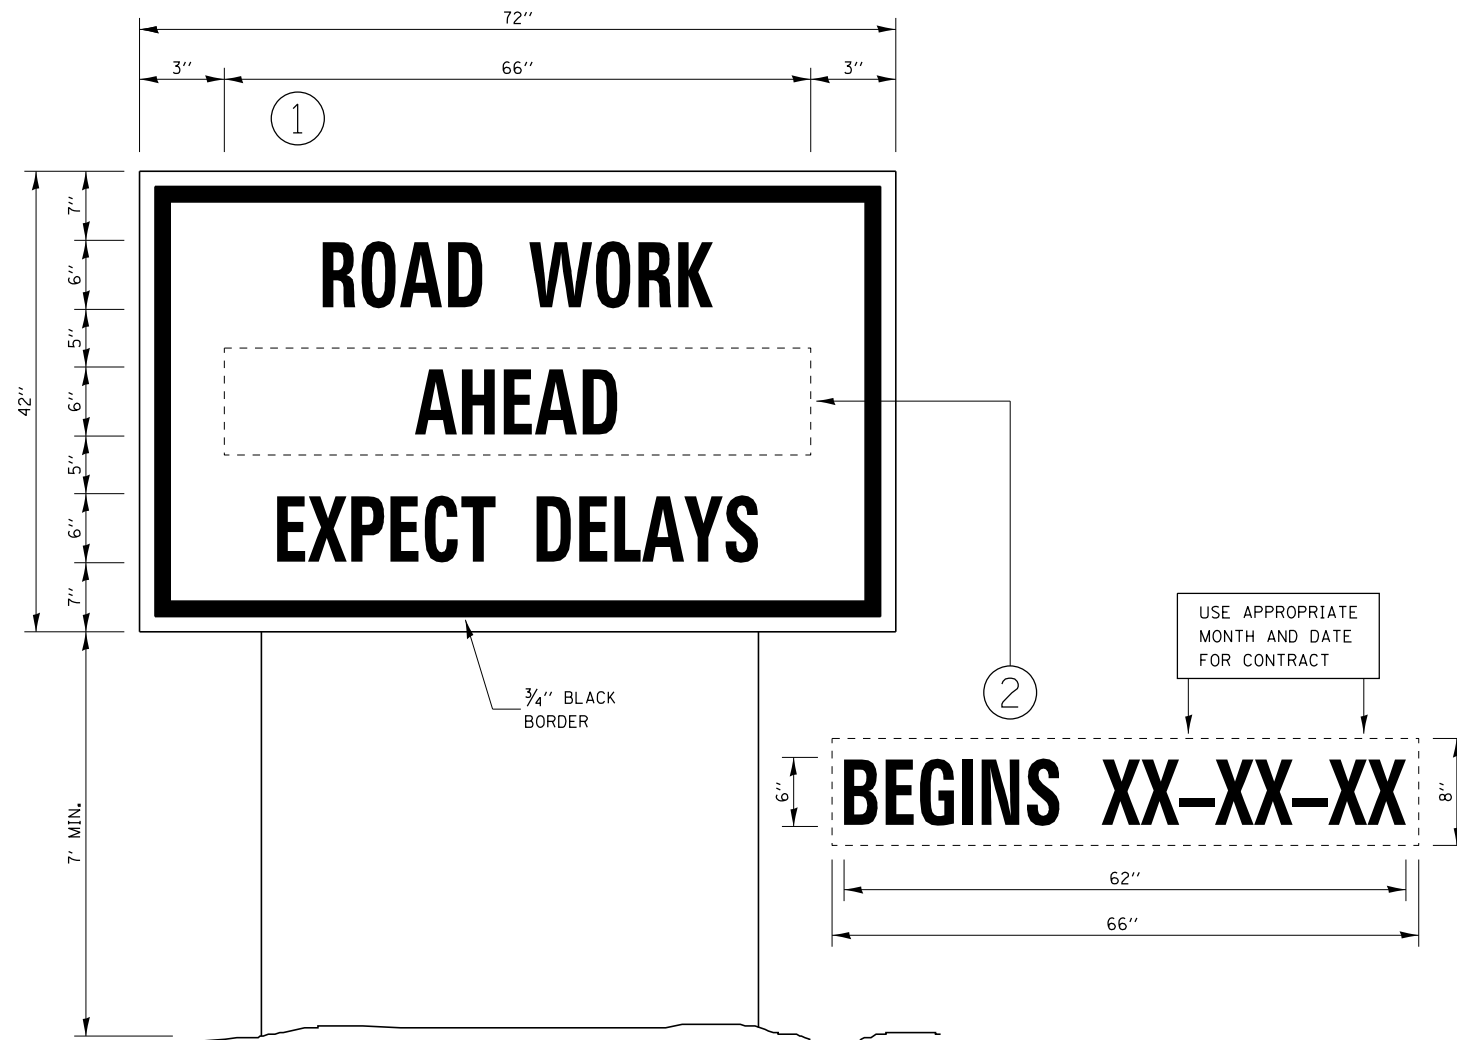 72''
3'' 66'' 3''
1
7''
6''
5''
6''
5''
6''
7''
42''
ROAD WORK
AHEAD
EXPECT DELAYS
3/4'' BLACK
BORDER
7' MIN.
2
USE APPROPRIATE
MONTH AND DATE
FOR CONTRACT
6''
BEGINS XX-XX-XX
8''
62''
66''